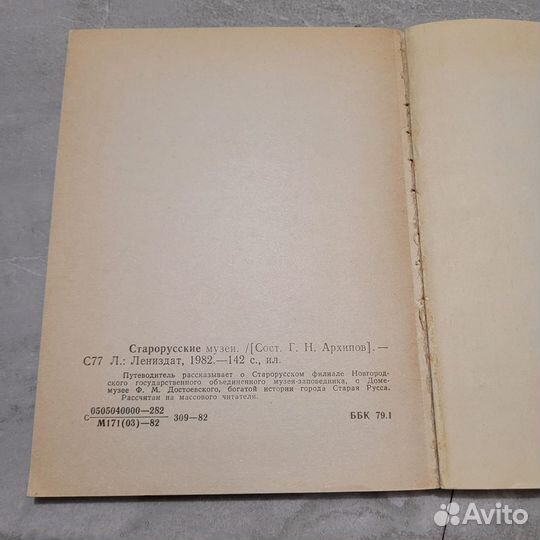 Старорусские музеи. /[Сост. Г. Н. Архипов].—
С77 Л.: Лениздат, 1982.—142 с., ил.
Путеводитель рассказывает о Старорусском филиале Новгород-
ского государственного объединенного музея-заповедника, о Доме-
музее Ф. М. Достоевского, богатой истории города Старая Русса.
Рассчитан на массового читателя.
С 0505040000—282
М171(03)—82 309—82 ББК 79.1
Avito